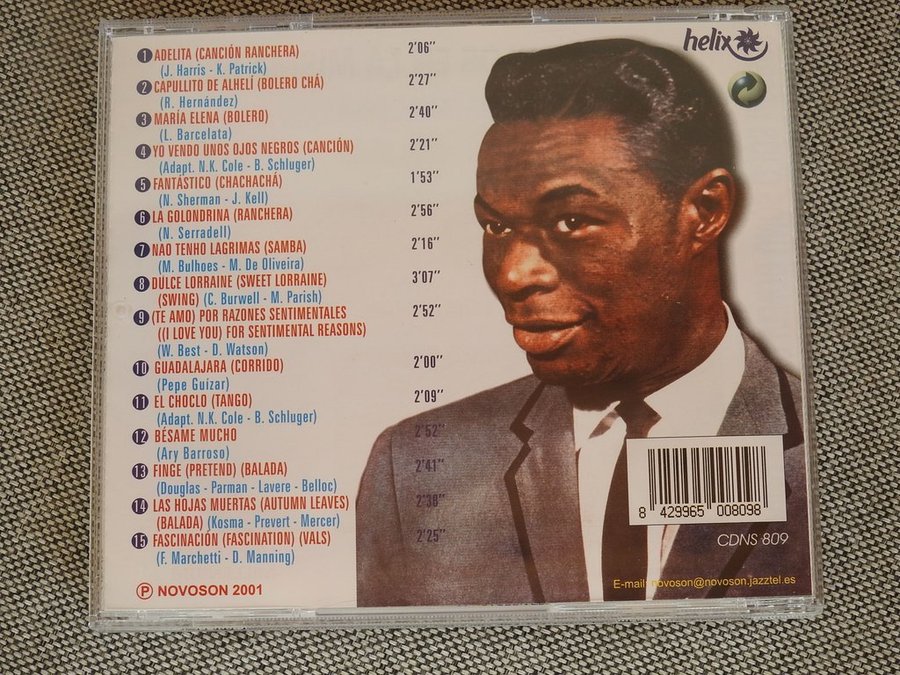 helix
1 ADELITA (CANCIÓN RANCHERA) 2'06''
(J. Harris - K. Patrick)
2 CAPULLITO DE ALHELÍ (BOLERO CHÁ) 2'27''
(R. Hernández)
3 MARÍA ELENA (BOLERO) 2'40''
(L. Barcelata)
4 YO VENDO UNOS OJOS NEGROS (CANCIÓN) 2'21''
(Adapt. N.K. Cole - B. Schluger)
5 FANTÁSTICO (CHACHACHÁ) 1'53''
(N. Sherman - J. Kell)
6 LA GOLONDRINA (RANCHERA) 2'56''
(N. Serradell)
7 NAO TENHO LAGRIMAS (SAMBA) 2'16''
(M. Bulhoes - M. De Oliveira)
8 DULCE LORRAINE (SWEET LORRAINE) 3'07''
(SWING) (C. Burwell - M. Parish)
9 (TE AMO) POR RAZONES SENTIMENTALES 2'52''
((I LOVE YOU) FOR SENTIMENTAL REASONS)
(W. Best - D. Watson)
10 GUADALAJARA (CORRIDO) 2'00''
(Pepe Guizar)
11 EL CHOCLO (TANGO) 2'09''
(Adapt. N.K. Cole - B. Schluger)
12 BÉSAME MUCHO 2'52''
(Ary Barroso)
13 FINGE (PRETEND) (BALADA) 2'41''
(Douglas - Parman - Lavere - Belloc)
14 LAS HOJAS MUERTAS (AUTUMN LEAVES) 2'38''
(BALADA) (Kosma - Prevert - Mercer)
15 FASCINACIÓN (FASCINATION) (VALS) 2'25''
(F. Marchetti - D. Manning)
8 429965 008098
CDNS 809
E-mail: novoson@novoson.jazztel.es
Ⓟ NOVOSON 2001